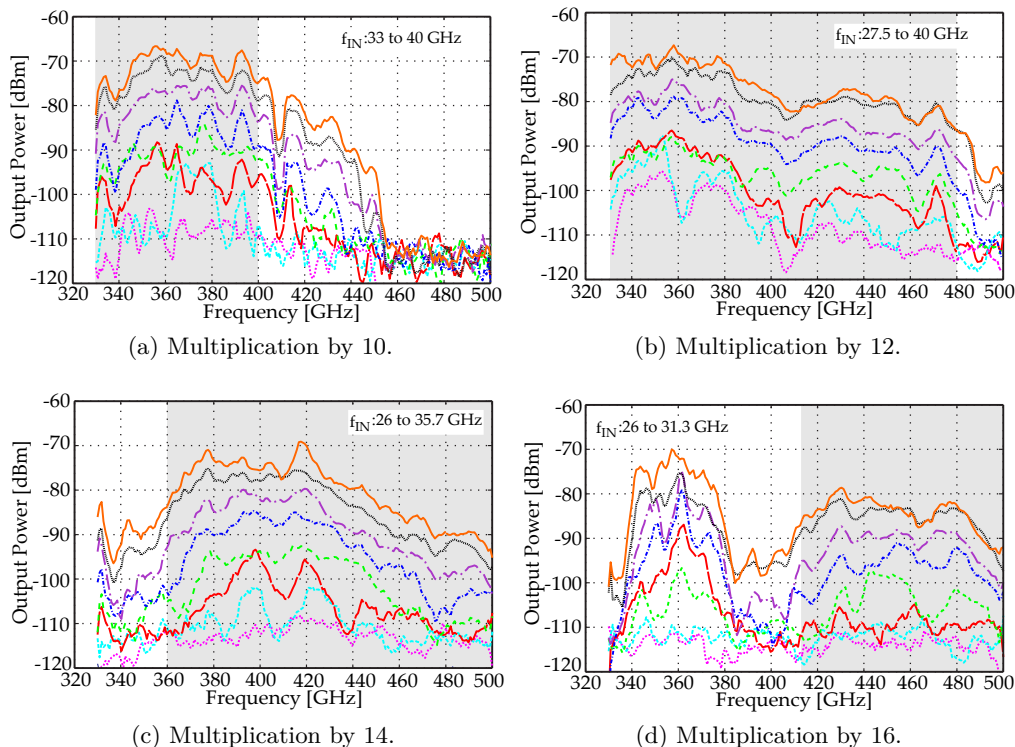 -60
-70
-80
-90
-100
-110
-120
Output Power [dBm]
f_IN:33 to 40 GHz
320 340 360 380 400 420 440 460 480 500
Frequency [GHz]
(a) Multiplication by 10.
-60
-70
-80
-90
-100
-110
-120
Output Power [dBm]
f_IN:27.5 to 40 GHz
320 340 360 380 400 420 440 460 480 500
Frequency [GHz]
(b) Multiplication by 12.
-60
-70
-80
-90
-100
-110
-120
Output Power [dBm]
f_IN:26 to 35.7 GHz
320 340 360 380 400 420 440 460 480 500
Frequency [GHz]
(c) Multiplication by 14.
-60
-70
-80
-90
-100
-110
-120
Output Power [dBm]
f_IN:26 to 31.3 GHz
320 340 360 380 400 420 440 460 480 500
Frequency [GHz]
(d) Multiplication by 16.